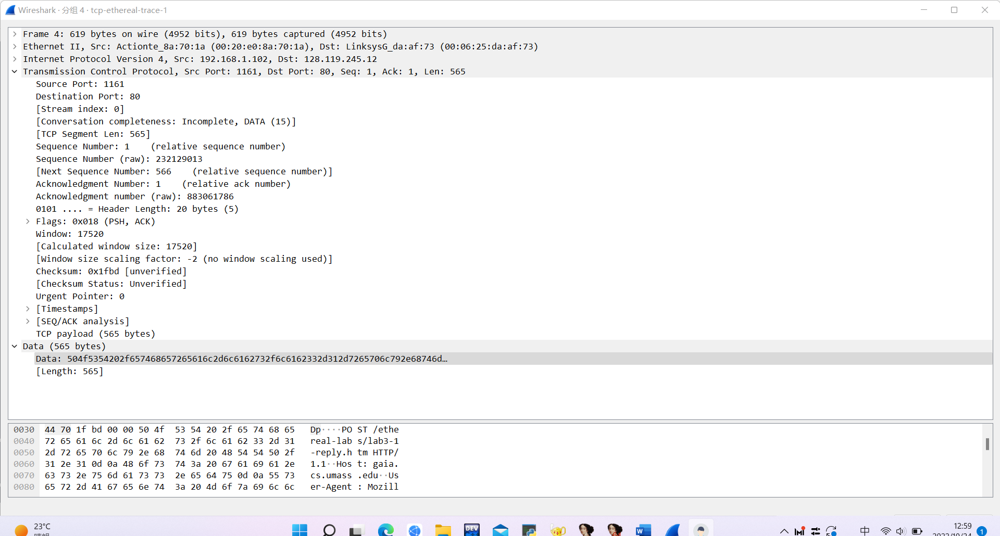 Wireshark · 分组 4 · tcp-ethereal-trace-1
Frame 4: 619 bytes on wire (4952 bits), 619 bytes captured (4952 bits)
Ethernet II, Src: Actionte_8a:70:1a (00:20:e0:8a:70:1a), Dst: LinksysG_da:af:73 (00:06:25:da:af:73)
Internet Protocol Version 4, Src: 192.168.1.102, Dst: 128.119.245.12
Transmission Control Protocol, Src Port: 1161, Dst Port: 80, Seq: 1, Ack: 1, Len: 565
Source Port: 1161
Destination Port: 80
[Stream index: 0]
[Conversation completeness: Incomplete, DATA (15)]
[TCP Segment Len: 565]
Sequence Number: 1    (relative sequence number)
Sequence Number (raw): 232129013
[Next Sequence Number: 566    (relative sequence number)]
Acknowledgment Number: 1    (relative ack number)
Acknowledgment number (raw): 883061786
0101 .... = Header Length: 20 bytes (5)
Flags: 0x018 (PSH, ACK)
Window: 17520
[Calculated window size: 17520]
[Window size scaling factor: -2 (no window scaling used)]
Checksum: 0x1fbd [unverified]
[Checksum Status: Unverified]
Urgent Pointer: 0
[Timestamps]
[SEQ/ACK analysis]
TCP payload (565 bytes)
Data (565 bytes)
Data: 504f5354202f657468657265616c2d6c6162732f6c6162332d312d7265706c792e68746d…
[Length: 565]
0030 44 70 1f bd 00 00 50 4f 53 54 20 2f 65 74 68 65 Dp····PO ST /ethe
0040 72 65 61 6c 2d 6c 61 62 73 2f 6c 61 62 33 2d 31 real-lab s/lab3-1
0050 2d 72 65 70 6c 79 2e 68 74 6d 20 48 54 54 50 2f -reply.h tm HTTP/
0060 31 2e 31 0d 0a 48 6f 73 74 3a 20 67 61 69 61 2e 1.1··Hos t: gaia.
0070 63 73 2e 75 6d 61 73 73 2e 65 64 75 0d 0a 55 73 cs.umass .edu··Us
0080 65 72 2d 41 67 65 6e 74 3a 20 4d 6f 7a 69 6c 6c er-Agent : Mozill
23°C
DEV
W
中
12:59
1